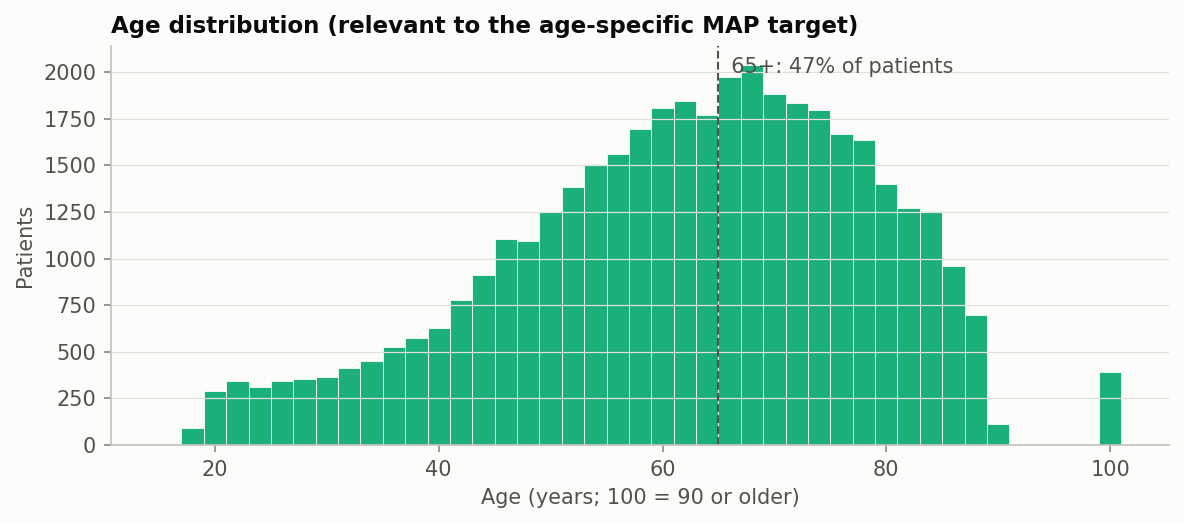 Age distribution (relevant to the age-specific MAP target)
65+: 47% of patients
2000
1750
1500
1250
1000
750
500
250
0
Patients
20 40 60 80 100
Age (years; 100 = 90 or older)